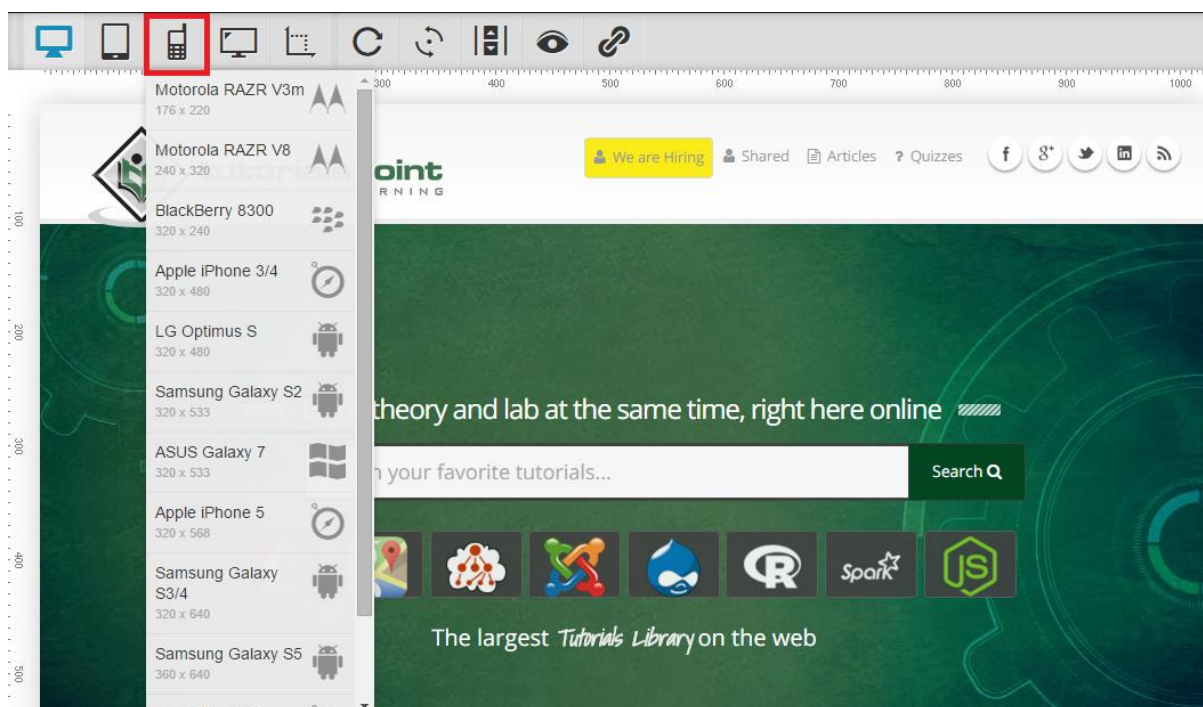 300 400 500 600 700 800 900 1000
Motorola RAZR V3m
176 x 220
Motorola RAZR V8
240 x 320
BlackBerry 8300
320 x 240
Apple iPhone 3/4
320 x 480
LG Optimus S
320 x 480
Samsung Galaxy S2
320 x 533
ASUS Galaxy 7
320 x 533
Apple iPhone 5
320 x 568
Samsung Galaxy
S3/4
320 x 640
Samsung Galaxy S5
360 x 640
100
200
300
400
500
oint
RNING
We are Hiring Shared Articles ? Quizzes f 8+ in
theory and lab at the same time, right here online
your favorite tutorials...
Search
R Spark JS
The largest Tutorials Library on the web